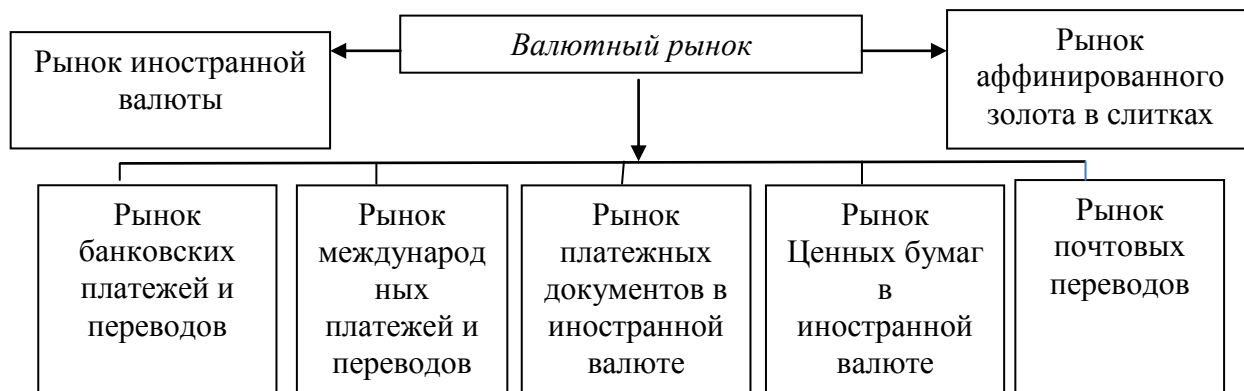 Рынок иностранной
валюты
Валютный рынок
Рынок
аффинированного
золота в слитках
Рынок
банковских
платежей и
переводов
Рынок
международ
ных
платежей и
переводов
Рынок
платежных
документов в
иностранной
валюте
Рынок
Ценных бумаг
в
иностранной
валюте
Рынок
почтовых
переводов